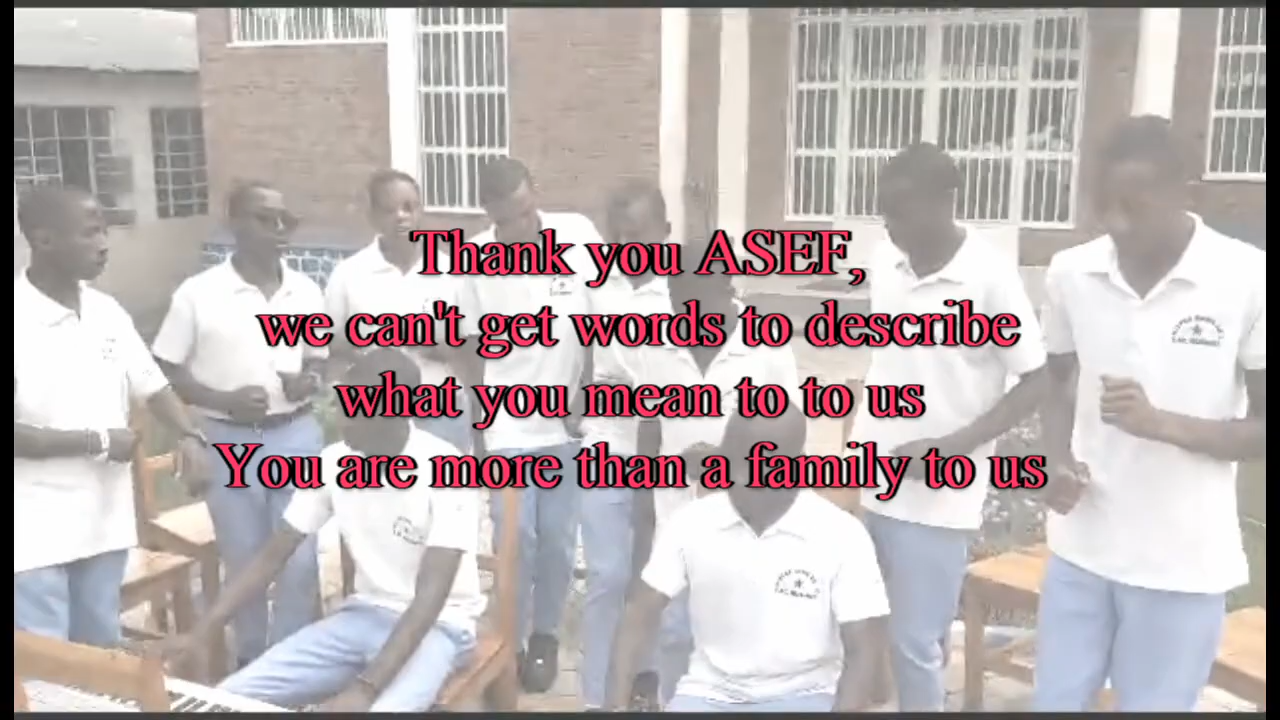 Thank you ASEF,
we can't get words to describe
what you mean to to us
You are more than a family to us